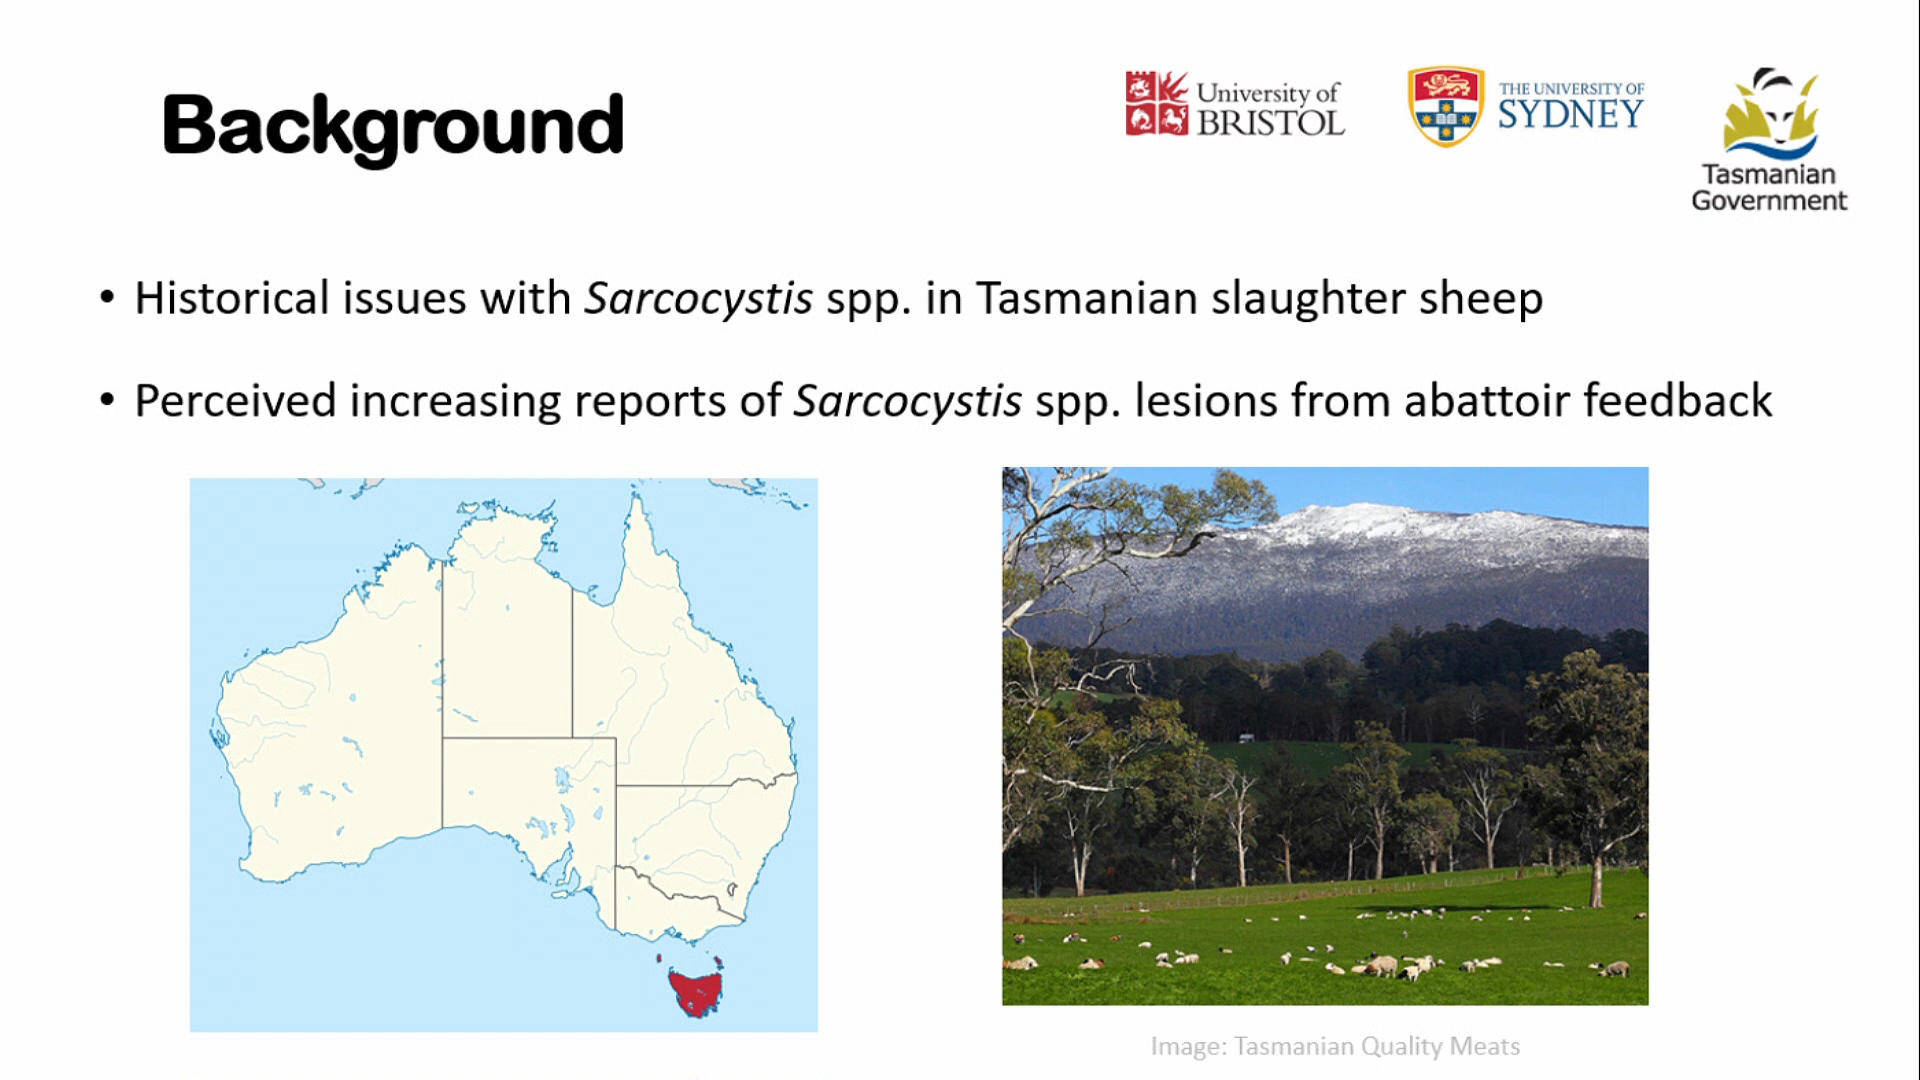 Background
University of
BRISTOL
THE UNIVERSITY OF
SYDNEY
Tasmanian
Government
• Historical issues with Sarcocystis spp. in Tasmanian slaughter sheep
• Perceived increasing reports of Sarcocystis spp. lesions from abattoir feedback
Image: Tasmanian Quality Meats